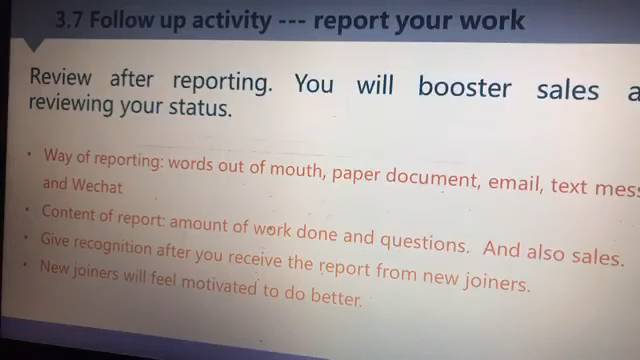 3.7 Follow up activity --- report your work
Review after reporting. You will booster sales
reviewing your status.
• Way of reporting: words out of mouth, paper document, email, text
and Wechat
• Content of report: amount of work done and questions. And also sales.
• Give recognition after you receive the report from new joiners.
• New joiners will feel motivated to do better.